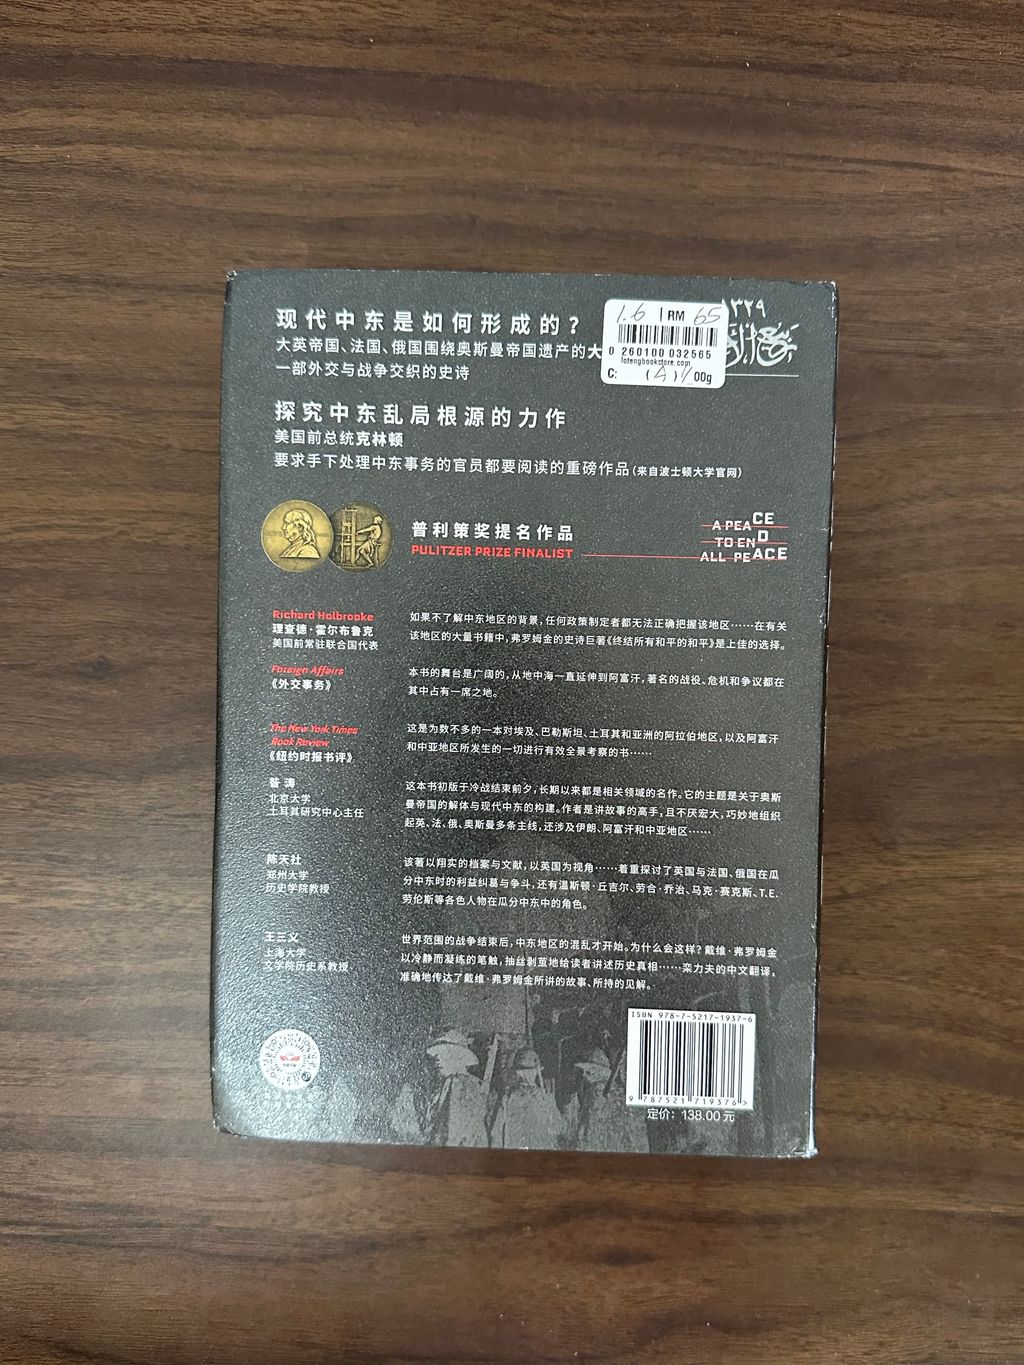 现代中东是如何形成的？
大英帝国、法国、俄国围绕奥斯曼帝国遗产的大
一部外交与战争交织的史诗
١٣٢٩
1.6 | RM 65
0 260100 032565
lotengbookstore.com
C: 00g
探究中东乱局根源的力作
美国前总统克林顿
要求手下处理中东事务的官员都要阅读的重磅作品(来自波士顿大学官网)
普利策奖提名作品
PULITZER PRIZE FINALIST
A PEACE
TO END
ALL PEACE
Richard Holbrooke
理查德·霍尔布鲁克
美国前常驻联合国代表
如果不了解中东地区的背景,任何政策制定者都无法正确把握该地区……在有关
该地区的大量书籍中,弗罗姆金的史诗巨著《终结所有和平的和平》是上佳的选择。
Foreign Affairs
《外交事务》
本书的舞台是广阔的,从地中海一直延伸到阿富汗,著名的战役、危机和争议都在
其中占有一席之地。
The New York Times
Book Review
《纽约时报书评》
这是为数不多的一本对埃及、巴勒斯坦、土耳其和亚洲的阿拉伯地区,以及阿富汗
和中亚地区所发生的一切进行有效全景考察的书……
昝 涛
北京大学
土耳其研究中心主任
这本书初版于冷战结束前夕,长期以来都是相关领域的名作。它的主题是关于奥斯
曼帝国的解体与现代中东的构建。作者是讲故事的高手,且不厌宏大,巧妙地组织
起英、法、俄、奥斯曼多条主线,还涉及伊朗、阿富汗和中亚地区……
陈天社
郑州大学
历史学院教授
该著以翔实的档案与文献,以英国为视角……着重探讨了英国与法国、俄国在瓜
分中东时的利益纠葛与争斗,还有温斯顿·丘吉尔、劳合·乔治、马克·赛克斯、T.E.
劳伦斯等各色人物在瓜分中东中的角色。
王三义
上海大学
文学院历史系教授
世界范围的战争结束后,中东地区的混乱才开始。为什么会这样?戴维·弗罗姆金
以冷静而凝练的笔触,抽丝剥茧地给读者讲述历史真相……栾力夫的中文翻译,
准确地传达了戴维·弗罗姆金所讲的故事、所持的见解。
ISBN 978-7-5217-1937-6
9 787521 719376 >
定价: 138.00元